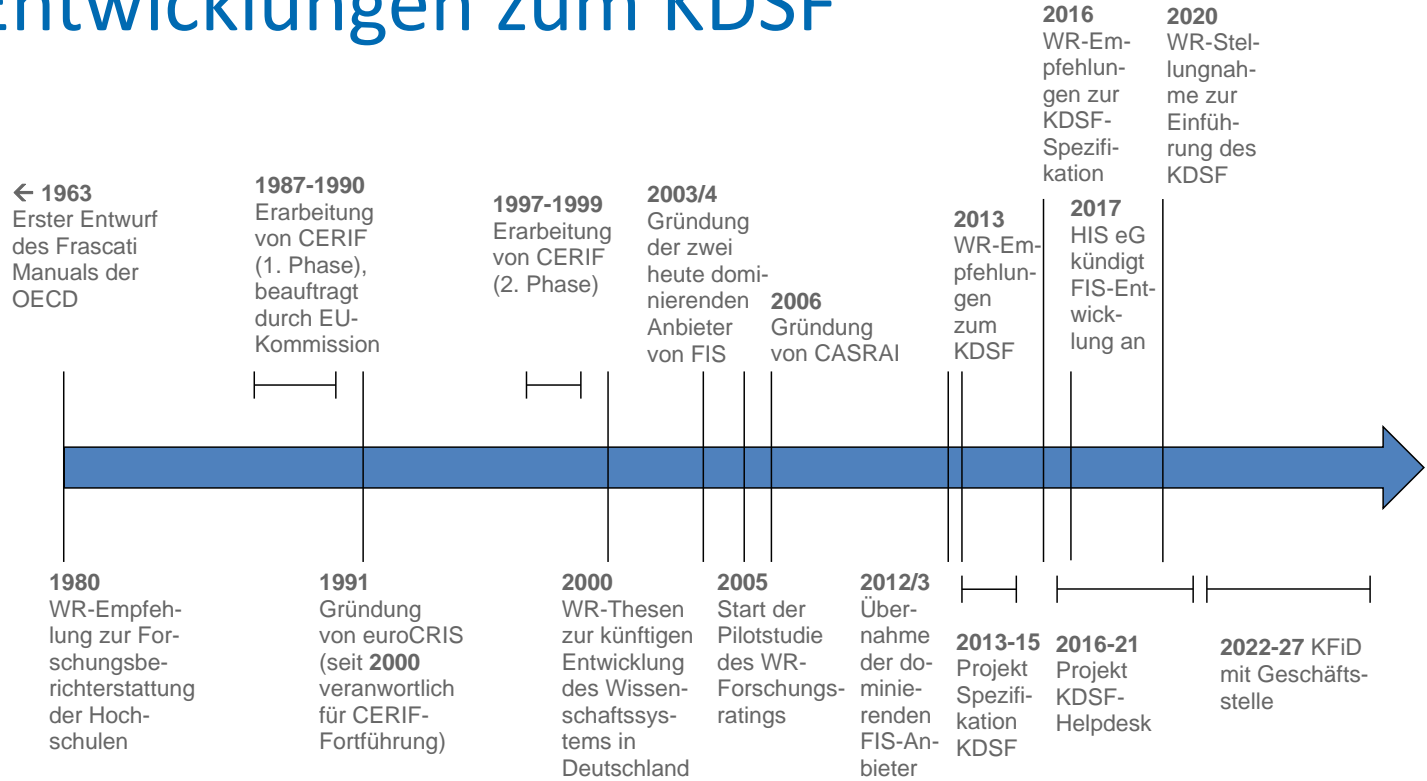 Entwicklungen zum KDSF
← 1963
Erster Entwurf
des Frascati
Manuals der
OECD
1987-1990
Erarbeitung
von CERIF
(1. Phase),
beauftragt
durch EU-
Kommission
1997-1999
Erarbeitung
von CERIF
(2. Phase)
2003/4
Gründung
der zwei
heute domi-
nierenden
Anbieter
von FIS
2006
Gründung
von CASRAI
2013
WR-Em-
pfehlun-
gen
zum
KDSF
2016
WR-Em-
pfehlun-
gen zur
KDSF-
Spezifi-
kation
2017
HIS eG
kündigt
FIS-Ent-
wick-
lung an
2020
WR-Stel-
lungnah-
me zur
Einfüh-
rung des
KDSF
1980
WR-Empfeh-
lung zur For-
schungsbe-
richterstattung
der Hoch-
schulen
1991
Gründung
von euroCRIS
(seit 2000
veranwortlich
für CERIF-
Fortführung)
2000
WR-Thesen
zur künftigen
Entwicklung
des Wissen-
schaftssys-
tems in
Deutschland
2005
Start der
Pilotstudie
des WR-
Forschungs-
ratings
2012/3
Über-
nahme
der do-
minie-
renden
FIS-An-
bieter
2013-15
Projekt
Spezifi-
kation
KDSF
2016-21
Projekt
KDSF-
Helpdesk
2022-27 KFiD
mit Geschäfts-
stelle